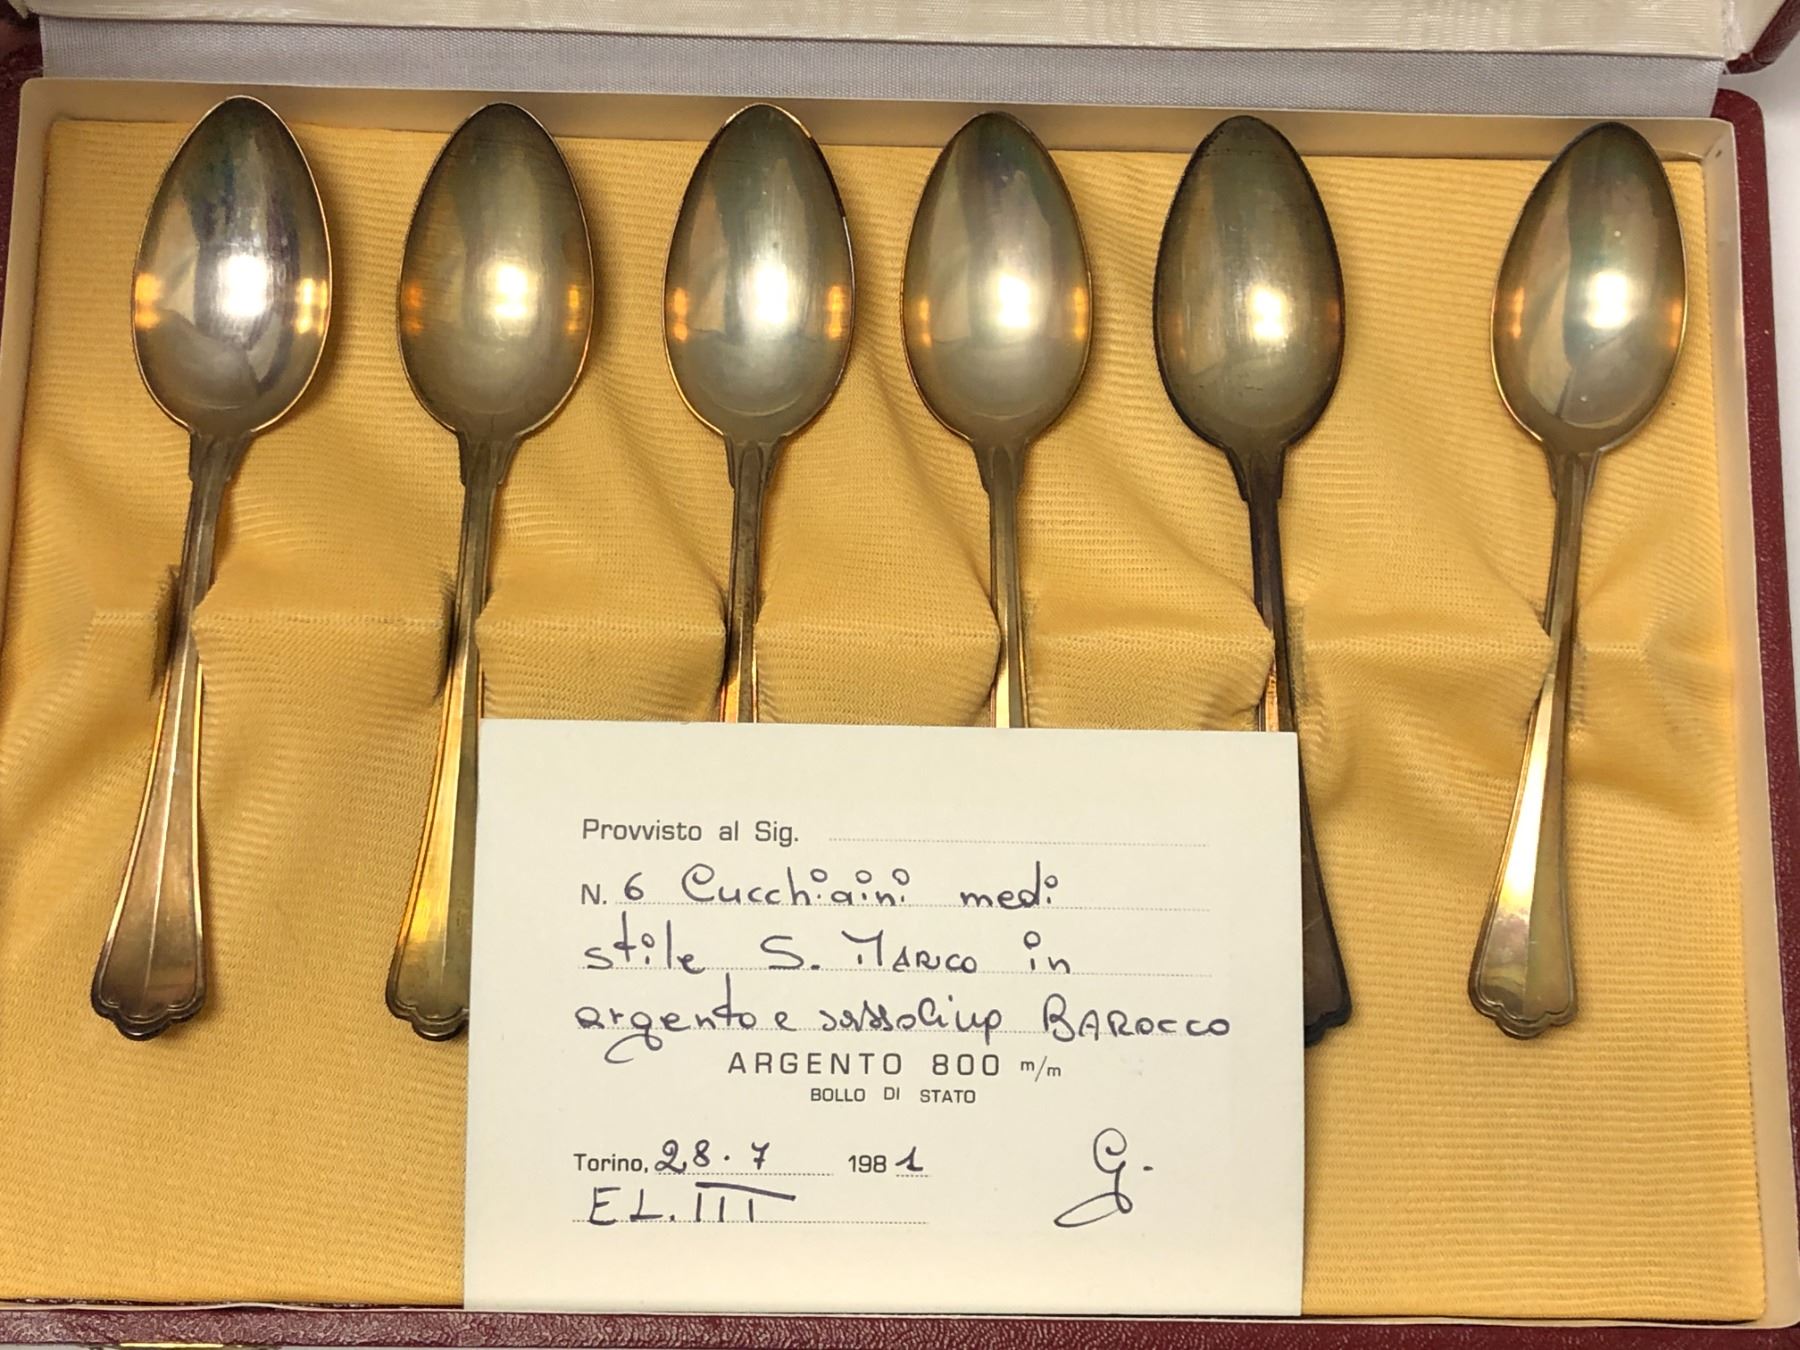 Provvisto al Sig.
N. 6 Cucchiaini medi
stile S. MARCO in
argento e BAROCCO
ARGENTO 800 m/m
BOLLO DI STATO
Torino, 28.7 1981
EL. III
G.